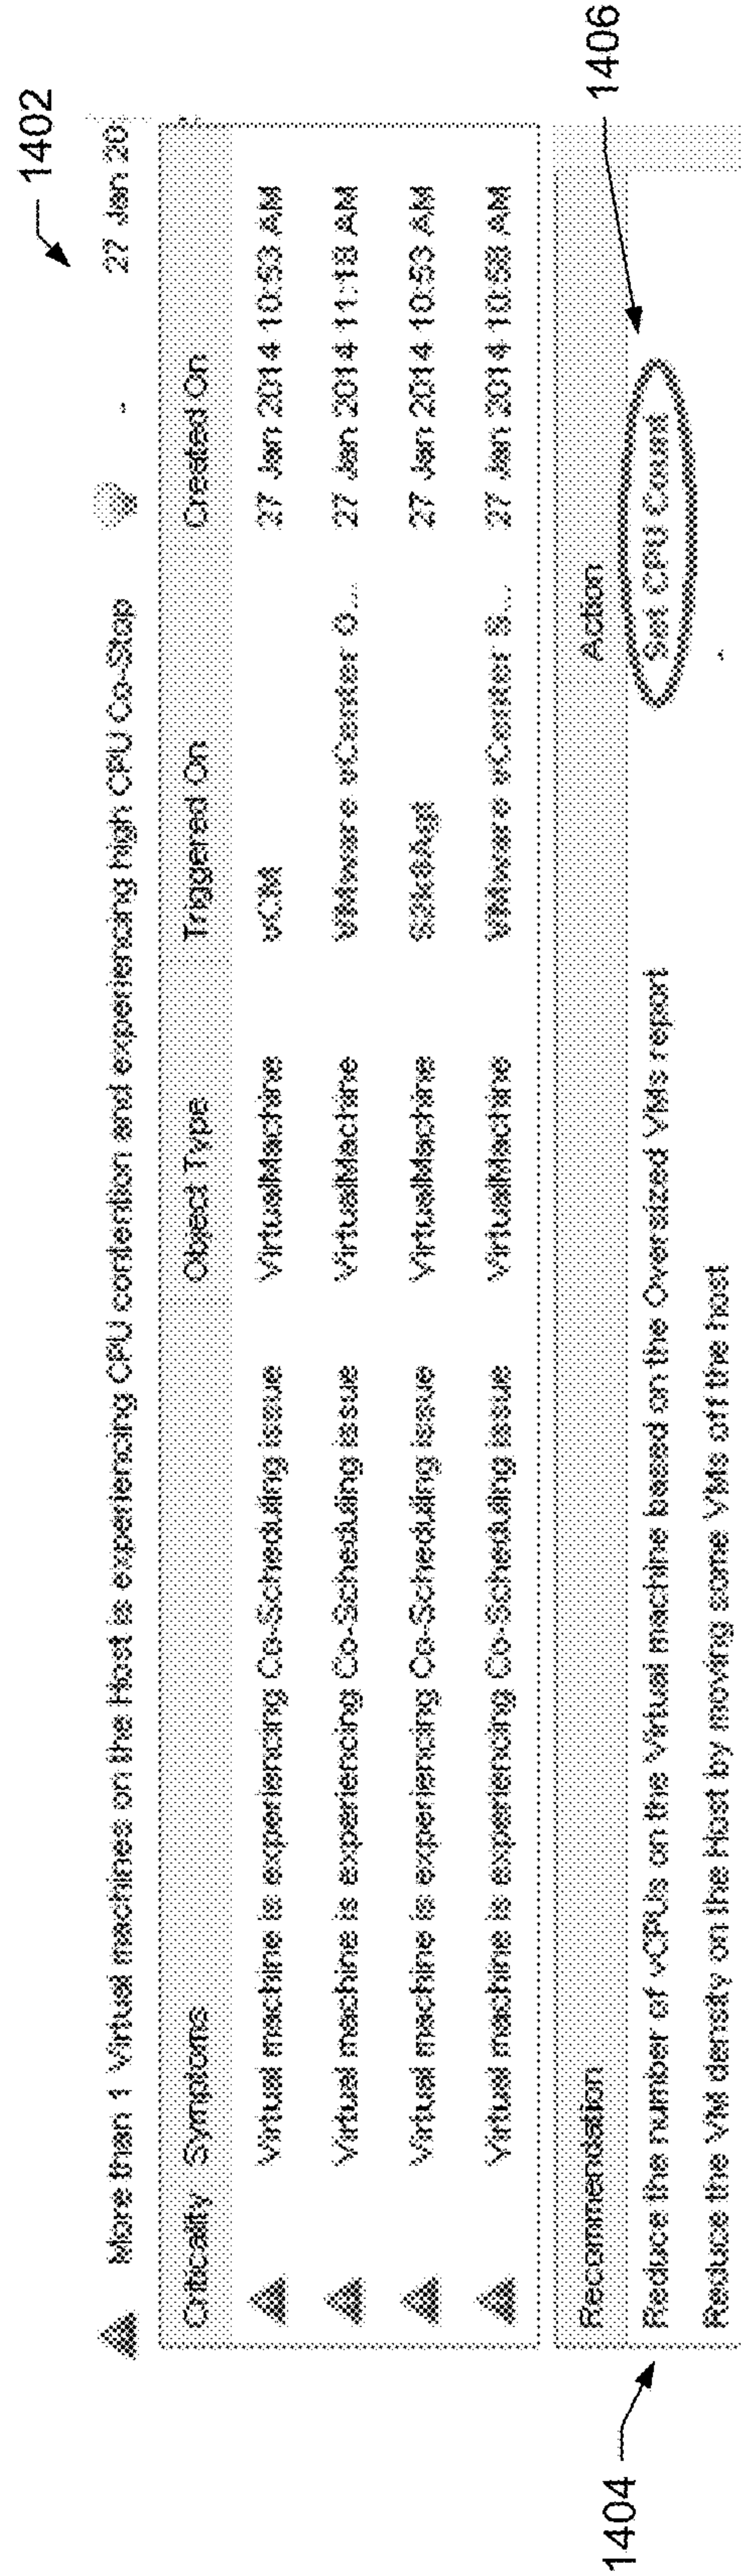 1402
More than 1 Virtual machines on the Host is experiencing CPU contention and experiencing high CPU Co-Stop 27 Jan 20
Criticality Symptoms Object Type Triggered On Created On
Virtual machine is experiencing Co-Scheduling issue VirtualMachine vCM 27 Jan 2014 10:53 AM
Virtual machine is experiencing Co-Scheduling issue VirtualMachine VMware vCenter O... 27 Jan 2014 11:18 AM
Virtual machine is experiencing Co-Scheduling issue VirtualMachine 27 Jan 2014 10:53 AM
Virtual machine is experiencing Co-Scheduling issue VirtualMachine VMware vCenter S... 27 Jan 2014 10:58 AM
1404
1406
Recommendation Action
Reduce the number of vCPUs on the Virtual machine based on the Oversized VMs report Set CPU Count
Reduce the VM density on the Host by moving some VMs off the host